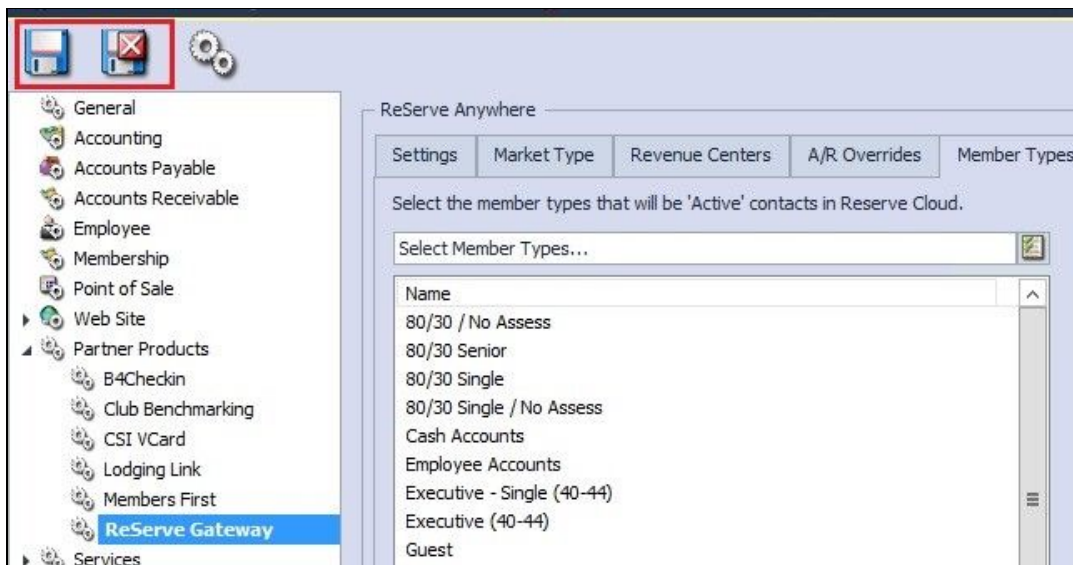 General
Accounting
Accounts Payable
Accounts Receivable
Employee
Membership
Point of Sale
Web Site
Partner Products
B4Checkin
Club Benchmarking
CSI VCard
Lodging Link
Members First
ReServe Gateway
Services
ReServe Anywhere
Settings Market Type Revenue Centers A/R Overrides Member Types
Select the member types that will be 'Active' contacts in Reserve Cloud.
Select Member Types...
Name
80/30 / No Assess
80/30 Senior
80/30 Single
80/30 Single / No Assess
Cash Accounts
Employee Accounts
Executive - Single (40-44)
Executive (40-44)
Guest